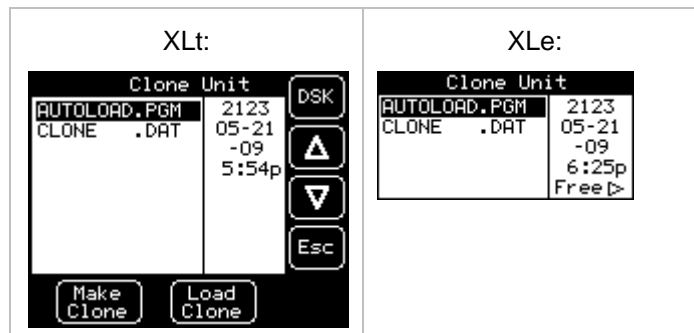 XLt:
Clone Unit
AUTOLOAD.PGM
CLONE .DAT
2123
05-21
-09
5:54p
DSK
Esc
Make
Clone
Load
Clone
XLe:
Clone Unit
AUTOLOAD.PGM
CLONE .DAT
2123
05-21
-09
6:25p
Free